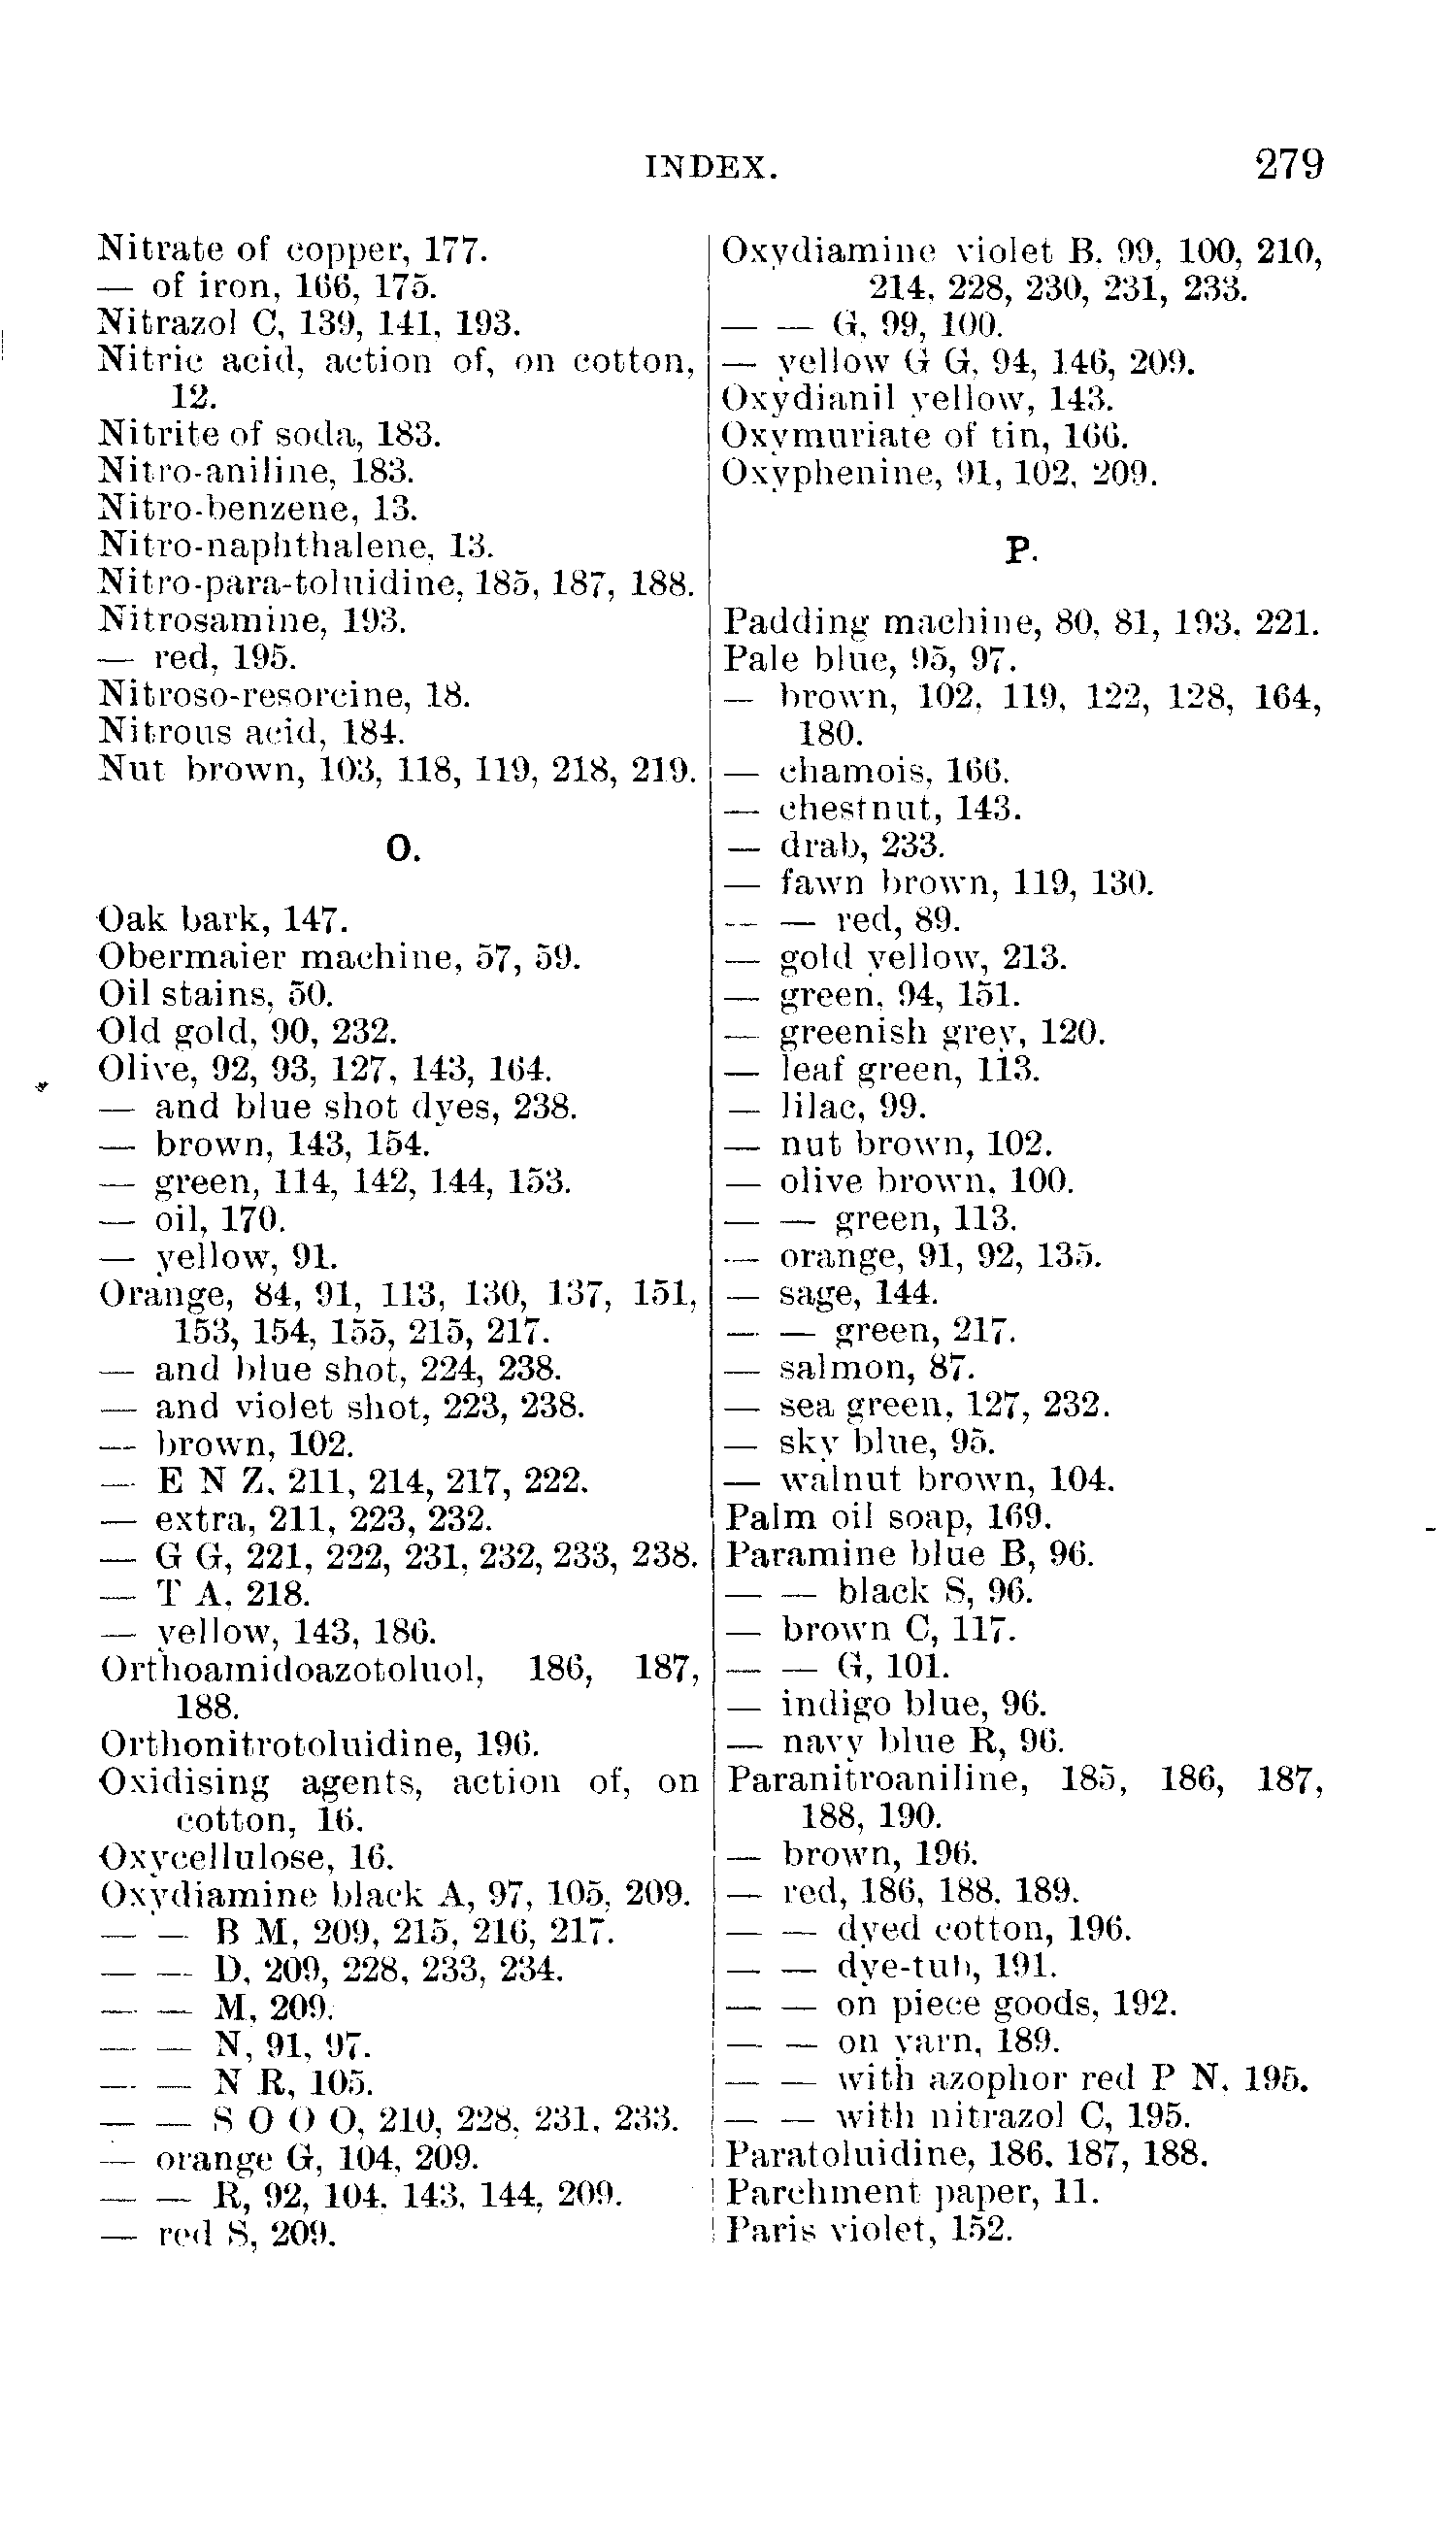 INDEX. 279
Nitrate of copper, 177.
— of iron, 166, 175.
Nitrazol C, 139, 141, 193.
Nitric acid, action of, on cotton,
12.
Nitrite of soda, 183.
Nitro-aniline, 183.
Nitro-benzene, 13.
Nitro-naphthalene, 13.
Nitro-para-toluidine, 185, 187, 188.
Nitrosamine, 193.
— red, 195.
Nitroso-resorcine, 18.
Nitrous acid, 184.
Nut brown, 103, 118, 119, 218, 219.
O.
Oak bark, 147.
Obermaier machine, 57, 59.
Oil stains, 50.
Old gold, 90, 232.
Olive, 92, 93, 127, 143, 164.
— and blue shot dyes, 238.
— brown, 143, 154.
— green, 114, 142, 144, 153.
— oil, 170.
— yellow, 91.
Orange, 84, 91, 113, 130, 137, 151,
153, 154, 155, 215, 217.
— and blue shot, 224, 238.
— and violet shot, 223, 238.
— brown, 102.
— E N Z, 211, 214, 217, 222.
— extra, 211, 223, 232.
— G G, 221, 222, 231, 232, 233, 238.
— T A, 218.
— yellow, 143, 186.
Orthoamidoazotoluol, 186, 187,
188.
Orthonitrotoluidine, 196.
Oxidising agents, action of, on
cotton, 16.
Oxycellulose, 16.
Oxydiamine black A, 97, 105, 209.
— — B M, 209, 215, 216, 217.
— — D, 209, 228, 233, 234.
— — M, 209.
— — N, 91, 97.
— — N R, 105.
— — S O O O, 210, 228, 231, 233.
— orange G, 104, 209.
— — R, 92, 104, 143, 144, 209.
— red S, 209.
Oxydiamine violet B, 99, 100, 210,
214, 228, 230, 231, 233.
— — G, 99, 100.
— yellow G G, 94, 146, 209.
Oxydianil yellow, 143.
Oxymuriate of tin, 166.
Oxyphenine, 91, 102, 209.
P.
Padding machine, 80, 81, 193, 221.
Pale blue, 95, 97.
— brown, 102, 119, 122, 128, 164,
180.
— chamois, 166.
— chestnut, 143.
— drab, 233.
— fawn brown, 119, 130.
— — red, 89.
— gold yellow, 213.
— green, 94, 151.
— greenish grey, 120.
— leaf green, 113.
— lilac, 99.
— nut brown, 102.
— olive brown, 100.
— — green, 113.
— orange, 91, 92, 135.
— sage, 144.
— — green, 217.
— salmon, 87.
— sea green, 127, 232.
— sky blue, 95.
— walnut brown, 104.
Palm oil soap, 169.
Paramine blue B, 96.
— — black S, 96.
— brown C, 117.
— — G, 101.
— indigo blue, 96.
— navy blue R, 96.
Paranitroaniline, 185, 186, 187,
188, 190.
— brown, 196.
— red, 186, 188, 189.
— — dyed cotton, 196.
— — dye-tub, 191.
— — on piece goods, 192.
— — on yarn, 189.
— — with azophor red P N, 195.
— — with nitrazol C, 195.
Paratoluidine, 186, 187, 188.
Parchment paper, 11.
Paris violet, 152.